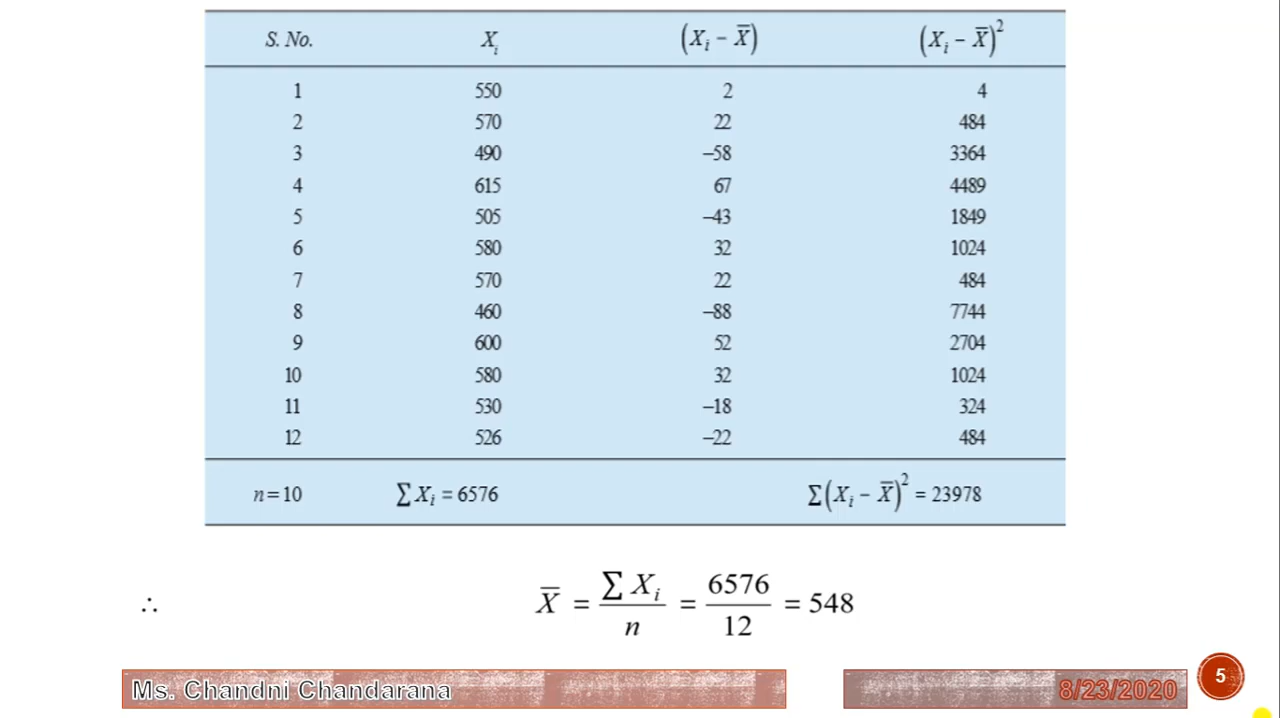 S. No. Xᵢ (Xᵢ – X̅) (Xᵢ – X̅)²
1 550 2 4
2 570 22 484
3 490 –58 3364
4 615 67 4489
5 505 –43 1849
6 580 32 1024
7 570 22 484
8 460 –88 7744
9 600 52 2704
10 580 32 1024
11 530 –18 324
12 526 –22 484
n=10 ∑ Xᵢ = 6576 ∑(Xᵢ – X̅)² = 23978
∴ X̅ = ∑ Xᵢ / n = 6576 / 12 = 548
Ms. Chandni Chandarana 8/23/2020 5